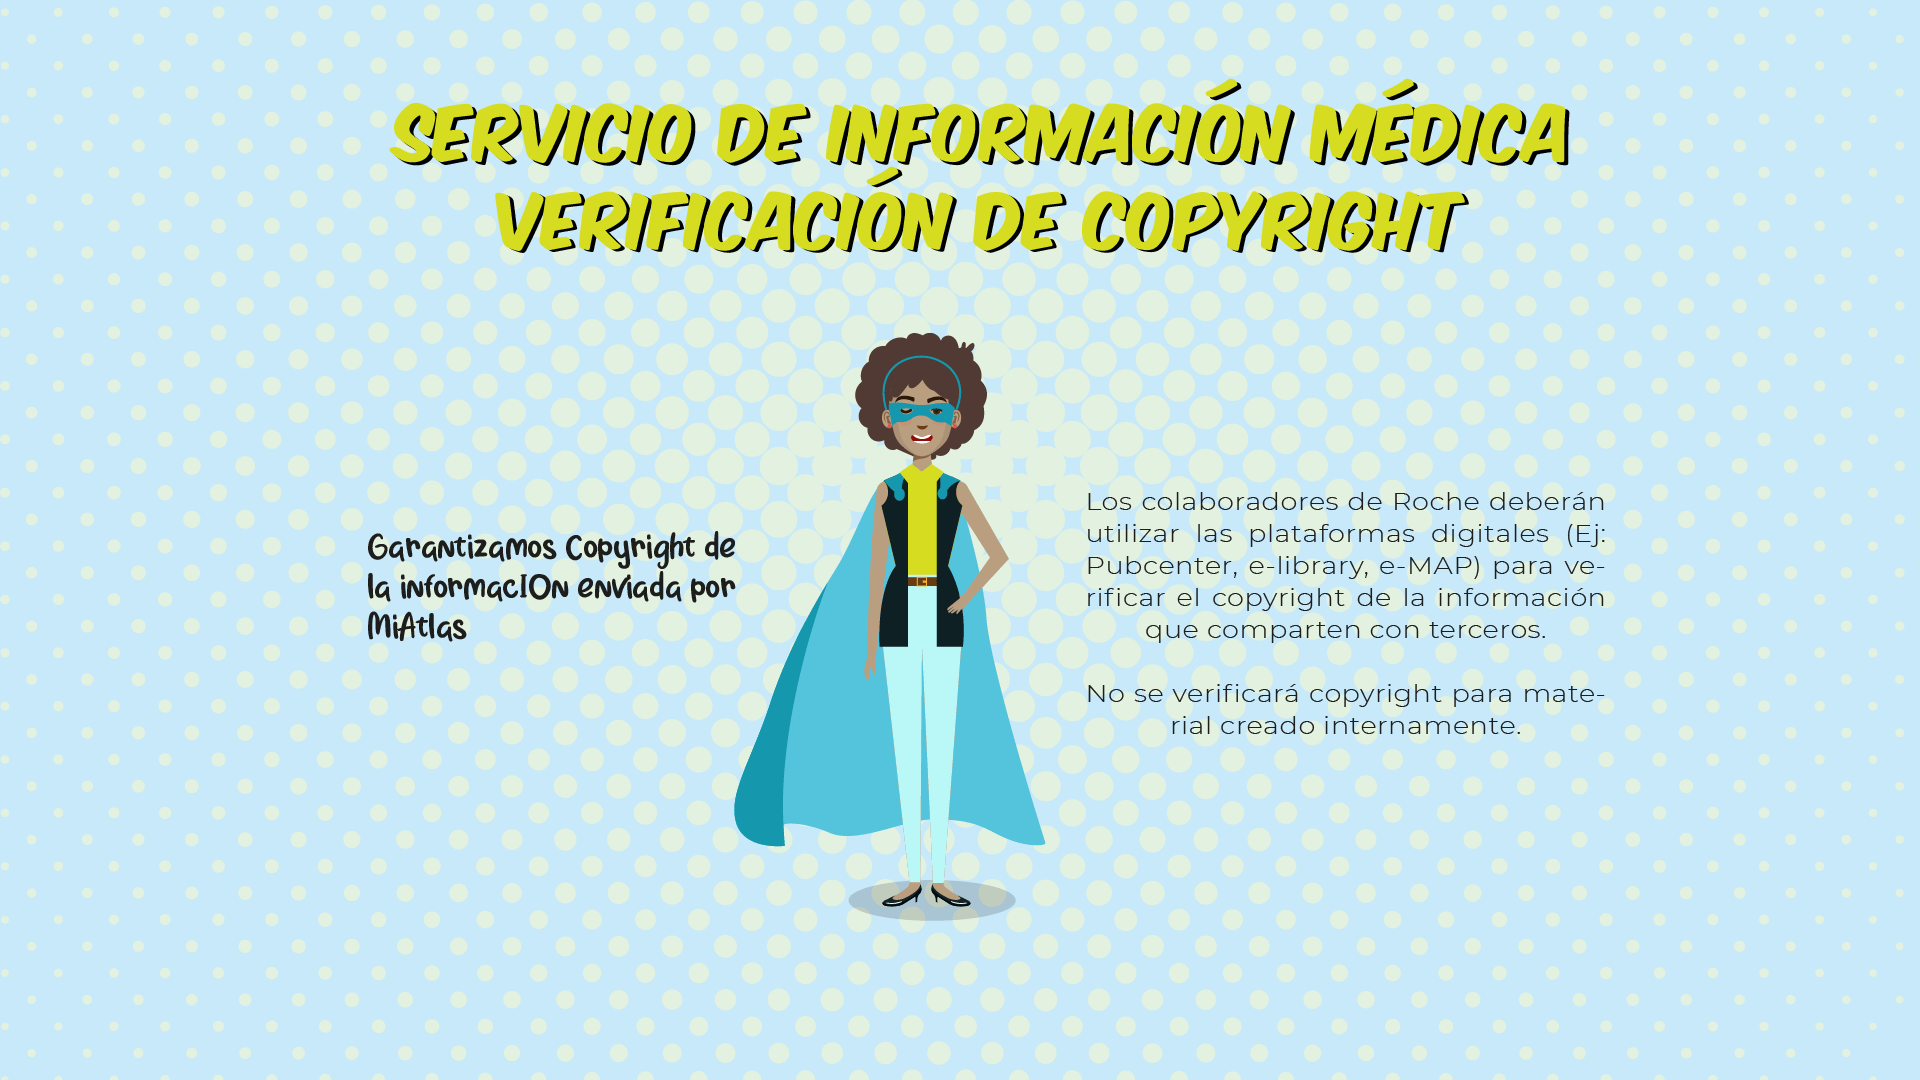 SERVICIO DE INFORMACIÓN MÉDICA
VERIFICACIÓN DE COPYRIGHT
Garantizamos Copyright de
la informacIOn enviada por
MiAtlas
Los colaboradores de Roche deberán
utilizar las plataformas digitales (Ej:
Pubcenter, e-library, e-MAP) para ve-
rificar el copyright de la información
que comparten con terceros.
No se verificará copyright para mate-
rial creado internamente.